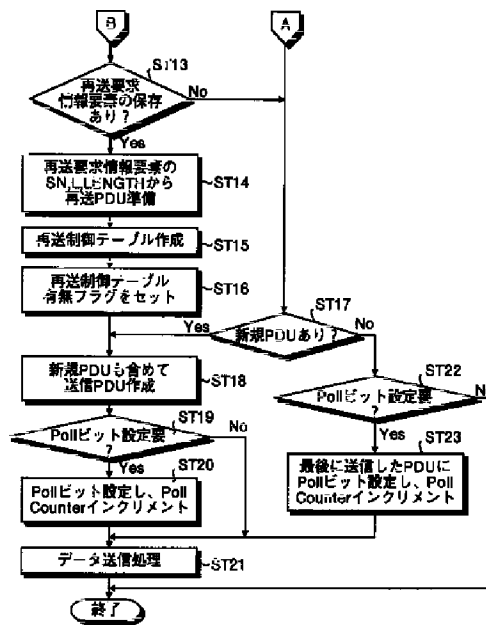 B
A
ST13
再送要求
情報要素の保存
あり？
No
Yes
再送要求情報要素の
SN,L,LENGTHから
再送PDU準備
ST14
再送制御テーブル作成
ST15
再送制御テーブル
有無フラグをセット
ST16
ST17
Yes
新規PDUあり？
No
新規PDUも含めて
送信PDU作成
ST18
ST22
Pollビット設定要
？
N
Yes
ST19
Pollビット設定要
？
No
Yes
ST23
最後に送信したPDUに
Pollビット設定し、Poll
Counterインクリメント
ST20
Pollビット設定し、Poll
Counterインクリメント
データ送信処理
ST21
終了